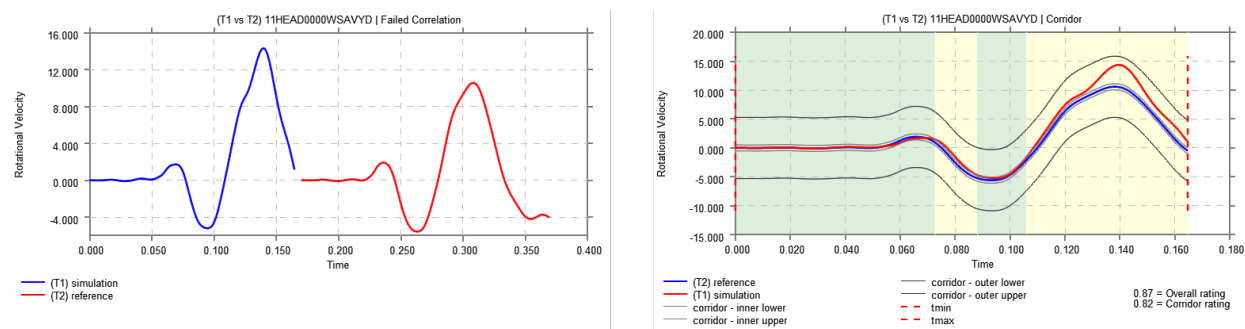 (T1 vs T2) 11HEAD0000WSAVYD | Failed Correlation
16.000
12.000
8.000
4.000
0.000
-4.000
Rotational Velocity
0.000 0.050 0.100 0.150 0.200 0.250 0.300 0.350 0.400
Time
(T1) simulation
(T2) reference
(T1 vs T2) 11HEAD0000WSAVYD | Corridor
20.000
15.000
10.000
5.000
0.000
-5.000
-10.000
-15.000
Rotational Velocity
0.000 0.020 0.040 0.060 0.080 0.100 0.120 0.140 0.160 0.180
Time
(T2) reference
(T1) simulation
corridor - inner lower
corridor - inner upper
corridor - outer lower
corridor - outer upper
tmin
tmax
0.87 = Overall rating
0.82 = Corridor rating